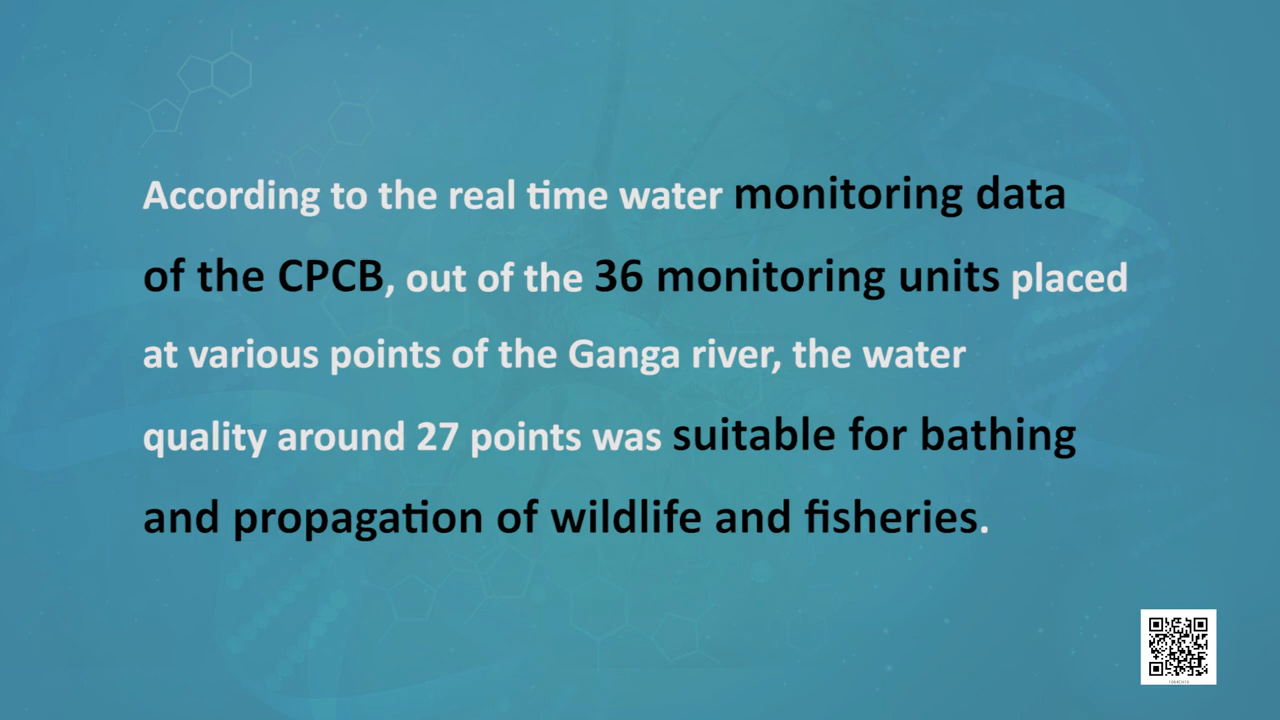 According to the real time water monitoring data
of the CPCB, out of the 36 monitoring units placed
at various points of the Ganga river, the water
quality around 27 points was suitable for bathing
and propagation of wildlife and fisheries.